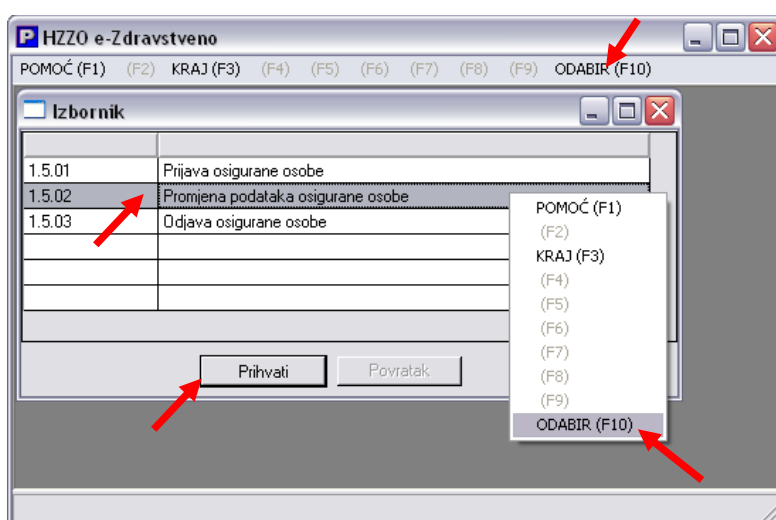 P HZZO e-Zdravstveno
POMOĆ (F1) (F2) KRAJ (F3) (F4) (F5) (F6) (F7) (F8) (F9) ODABIR (F10)
Izbornik
1.5.01 Prijava osigurane osobe
1.5.02 Promjena podataka osigurane osobe
1.5.03 Odjava osigurane osobe
POMOĆ (F1)
(F2)
KRAJ (F3)
(F4)
(F5)
(F6)
(F7)
(F8)
(F9)
ODABIR (F10)
Prihvati Povratak